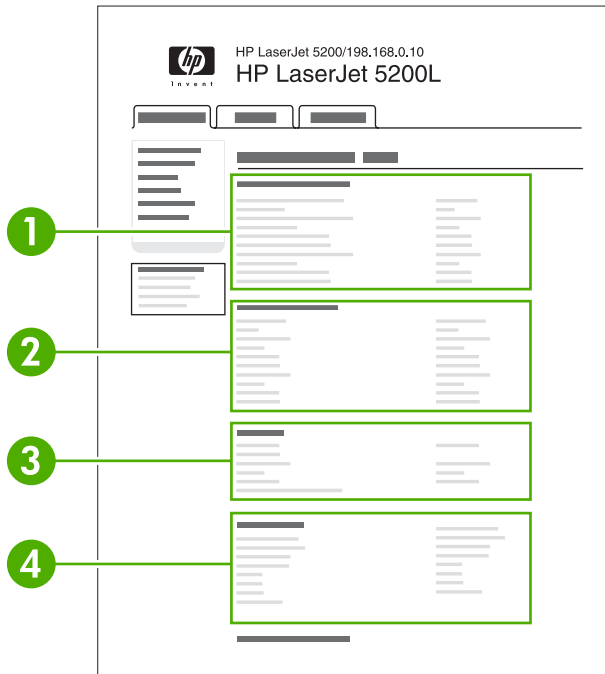 hp
invent
HP LaserJet 5200/198.168.0.10
HP LaserJet 5200L
1
2
3
4